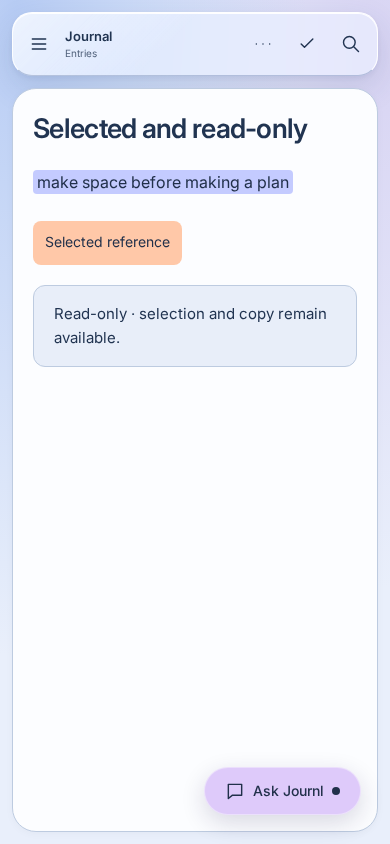 Journal
Entries
Selected and read-only
make space before making a plan
Selected reference
Read-only · selection and copy remain
available.
Ask Journl